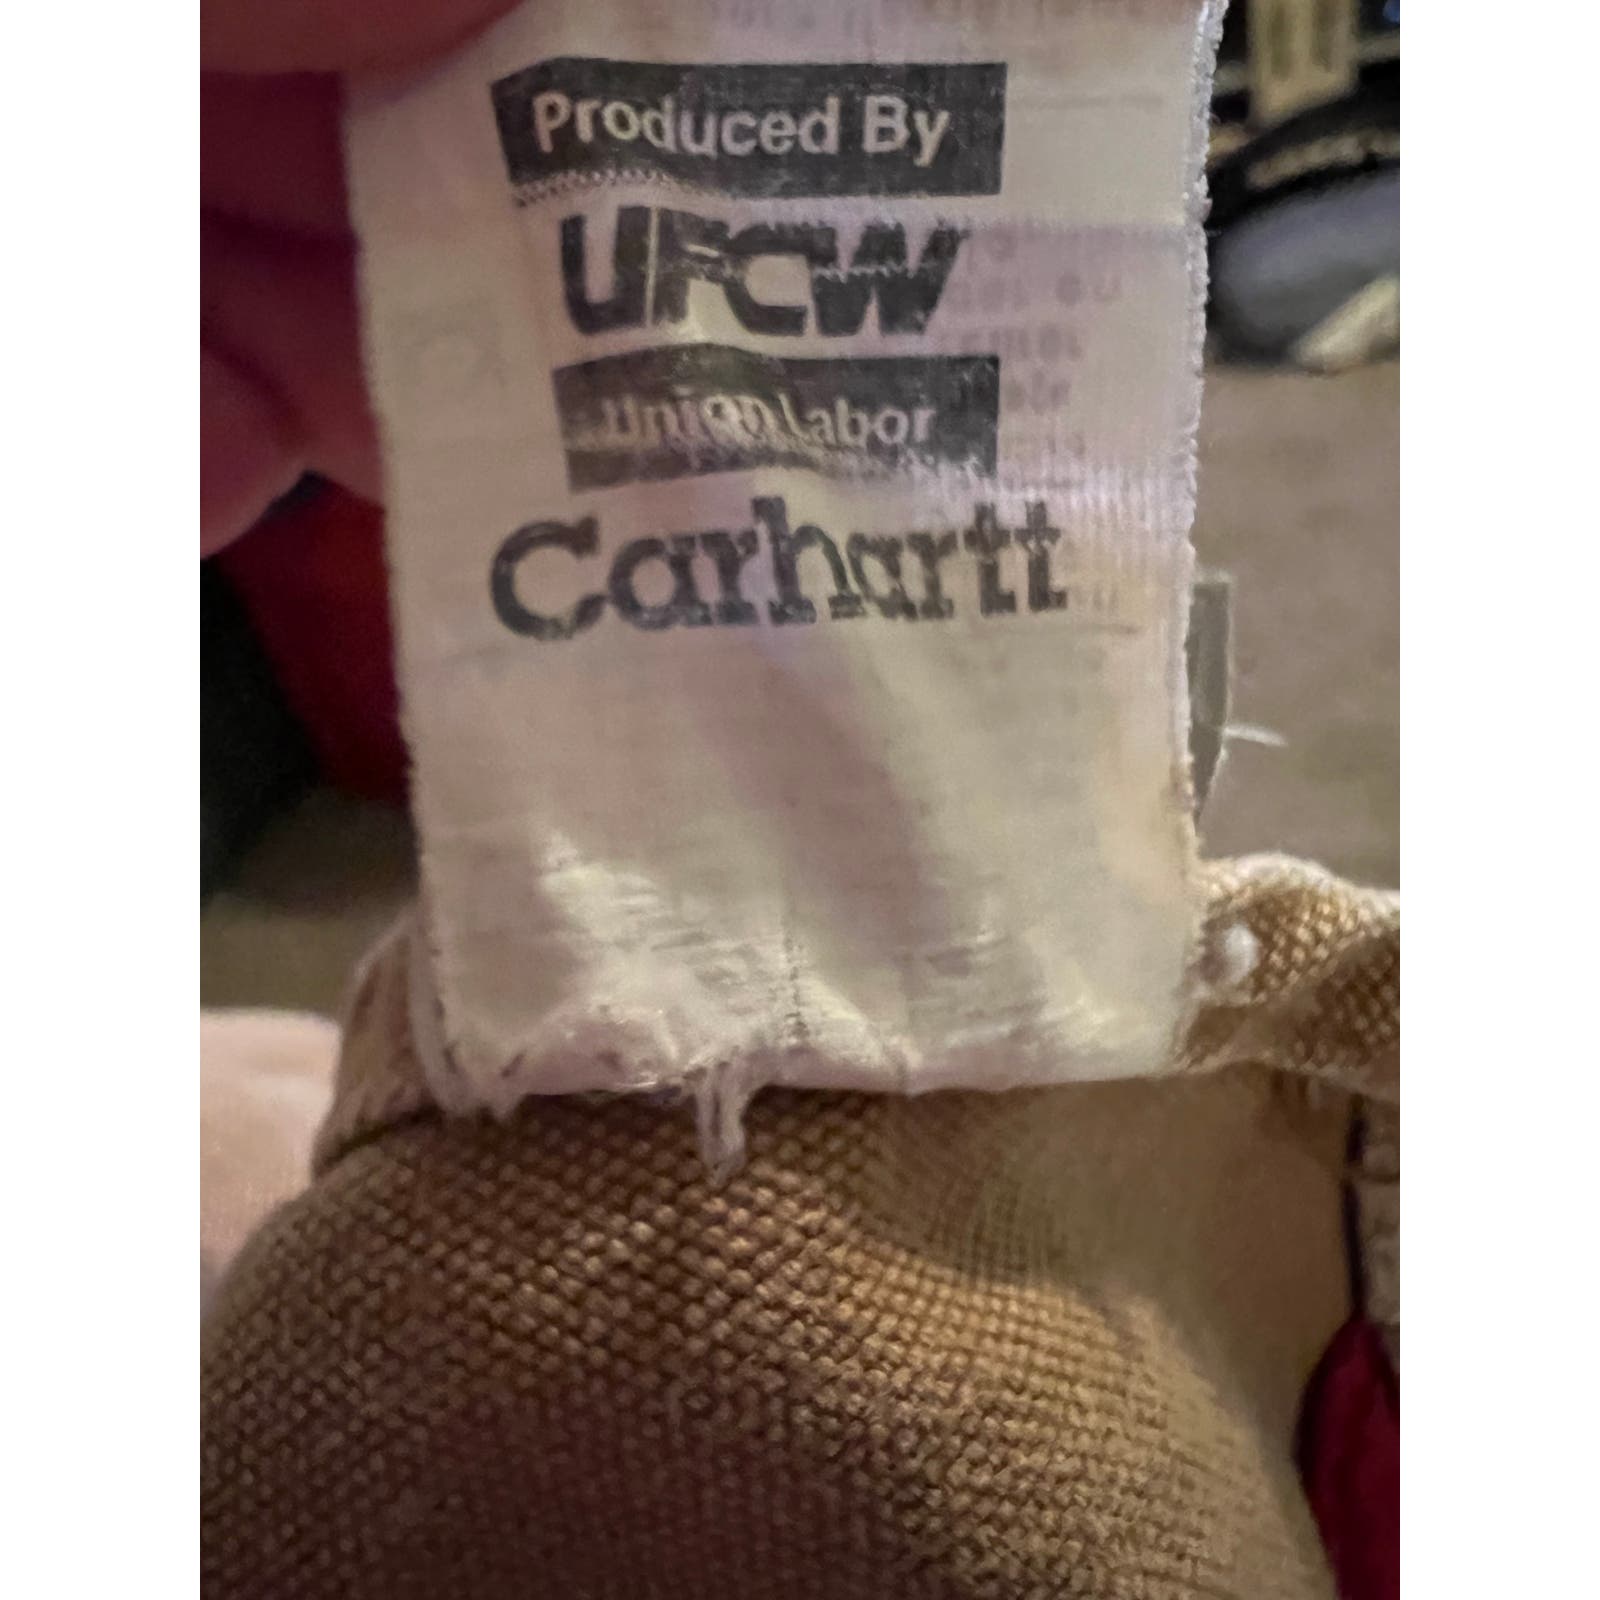 Produced By
UFCW
Union Labor
Carhartt